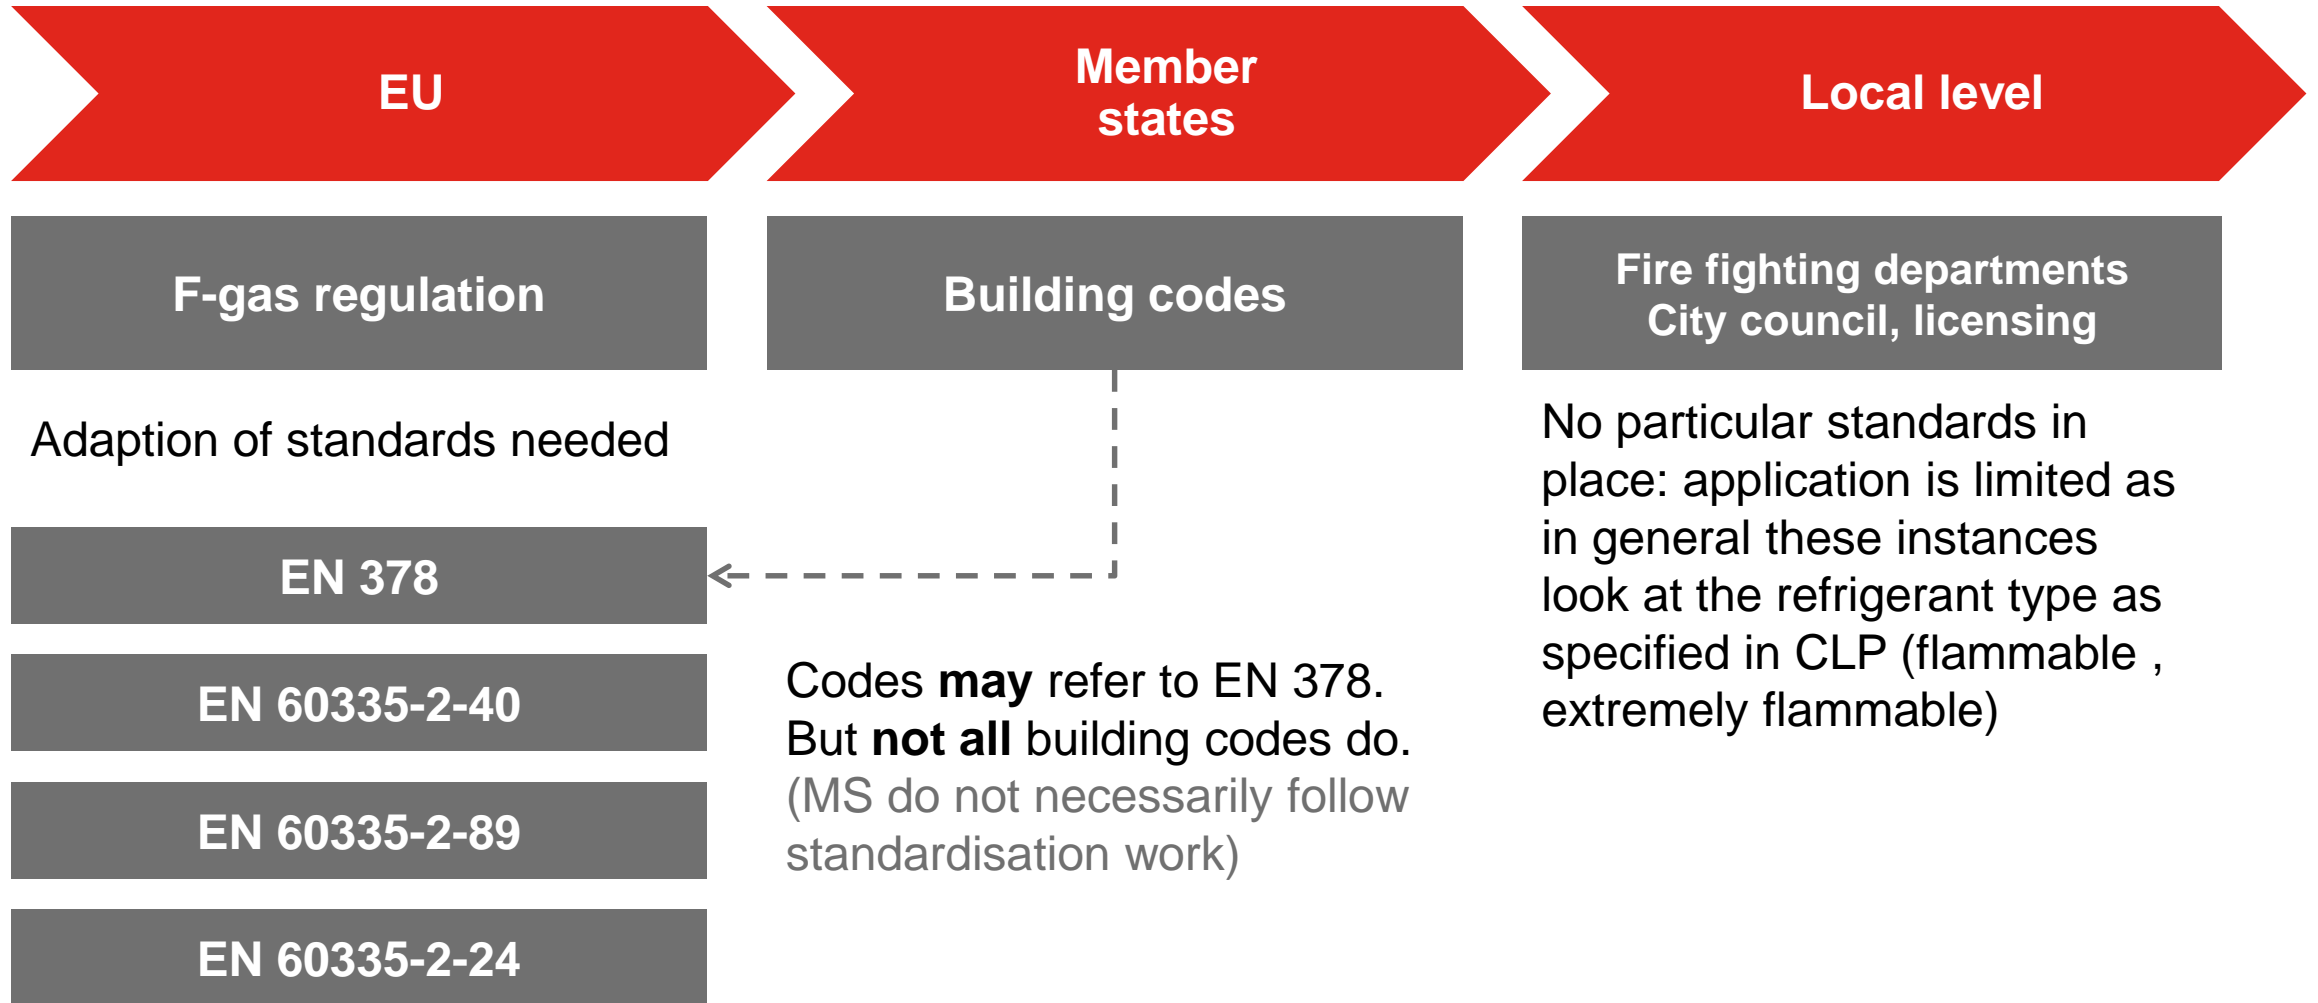 EU
Member
states
Local level
F-gas regulation
Building codes
Fire fighting departments
City council, licensing
Adaption of standards needed
EN 378
EN 60335-2-40
EN 60335-2-89
EN 60335-2-24
Codes may refer to EN 378.
But not all building codes do.
(MS do not necessarily follow
standardisation work)
No particular standards in
place: application is limited as
in general these instances
look at the refrigerant type as
specified in CLP (flammable ,
extremely flammable)